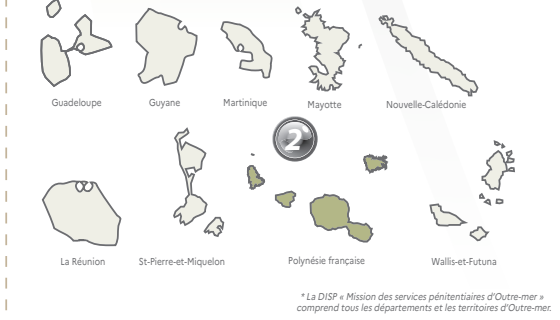 Guadeloupe
Guyane
Martinique
Mayotte
Nouvelle-Calédonie
2
La Réunion
St-Pierre-et-Miquelon
Polynésie française
Wallis-et-Futuna
* La DISP « Mission des services pénitentiaires d'Outre-mer »
comprend tous les départements et les territoires d'Outre-mer.